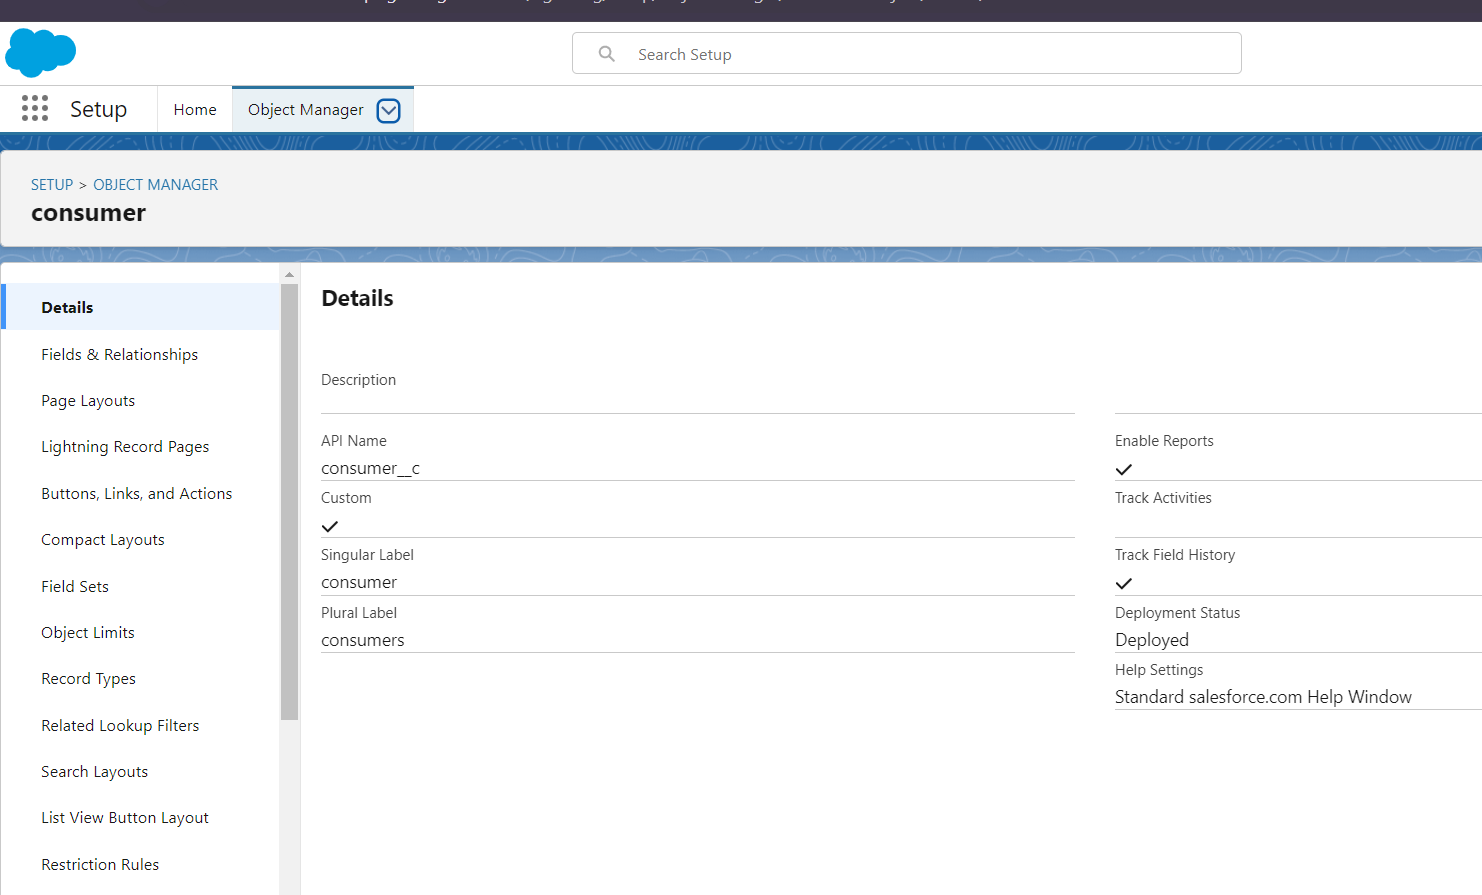 Search Setup
Setup
Home
Object Manager
SETUP > OBJECT MANAGER
consumer
Details
Fields & Relationships
Page Layouts
Lightning Record Pages
Buttons, Links, and Actions
Compact Layouts
Field Sets
Object Limits
Record Types
Related Lookup Filters
Search Layouts
List View Button Layout
Restriction Rules
Details
Description
API Name
consumer__c
Custom
Singular Label
consumer
Plural Label
consumers
Enable Reports
Track Activities
Track Field History
Deployment Status
Deployed
Help Settings
Standard salesforce.com Help Window